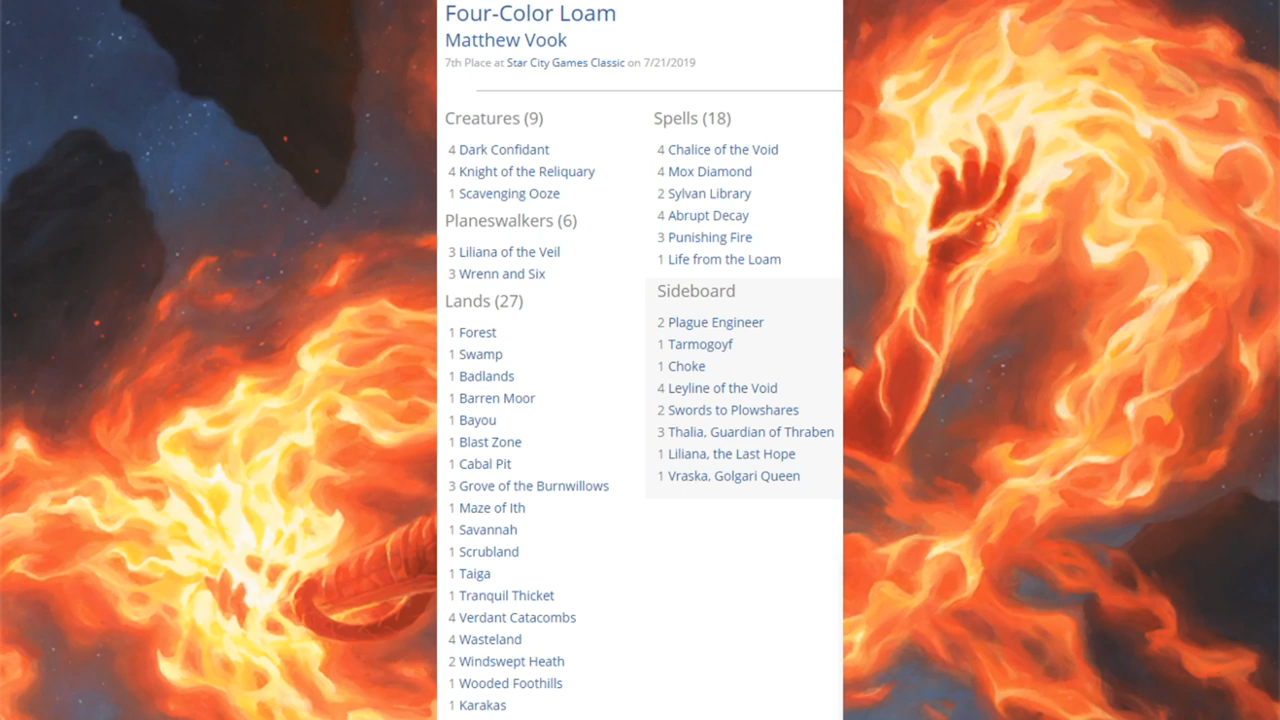 Four-Color Loam
Matthew Vook
7th Place at Star City Games Classic on 7/21/2019
Creatures (9)
4 Dark Confidant
4 Knight of the Reliquary
1 Scavenging Ooze
Planeswalkers (6)
3 Liliana of the Veil
3 Wrenn and Six
Lands (27)
1 Forest
1 Swamp
1 Badlands
1 Barren Moor
1 Bayou
1 Blast Zone
1 Cabal Pit
3 Grove of the Burnwillows
1 Maze of Ith
1 Savannah
1 Scrubland
1 Taiga
1 Tranquil Thicket
4 Verdant Catacombs
4 Wasteland
2 Windswept Heath
1 Wooded Foothills
1 Karakas
Spells (18)
4 Chalice of the Void
4 Mox Diamond
2 Sylvan Library
4 Abrupt Decay
3 Punishing Fire
1 Life from the Loam
Sideboard
2 Plague Engineer
1 Tarmogoyf
1 Choke
4 Leyline of the Void
2 Swords to Plowshares
3 Thalia, Guardian of Thraben
1 Liliana, the Last Hope
1 Vraska, Golgari Queen